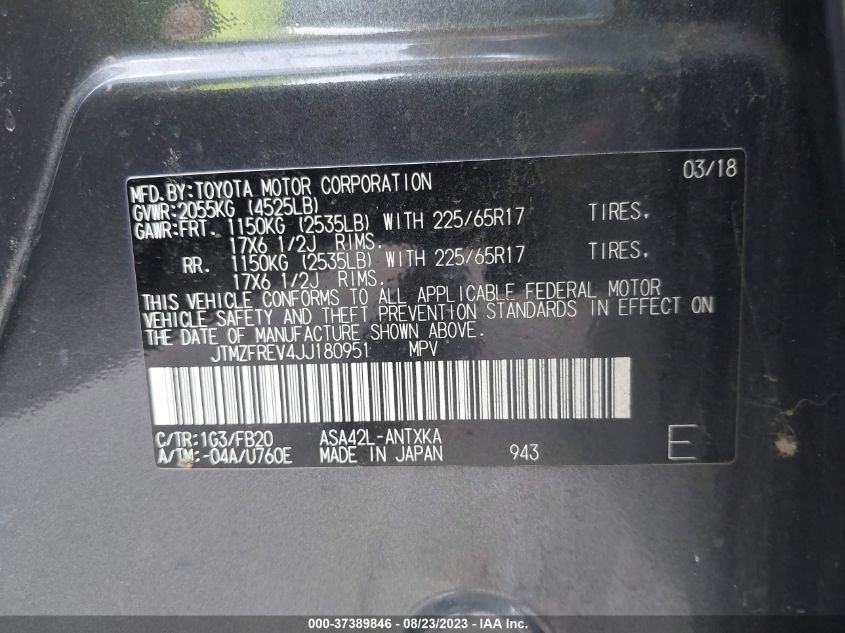 03/18
MFD.BY:TOYOTA MOTOR CORPORATION
GVWR:2055KG (4525LB)
GAWR:FRT. 1150KG (2535LB) WITH 225/65R17 TIRES,
17X6 1/2J RIMS.
RR. 1150KG (2535LB) WITH 225/65R17 TIRES,
17X6 1/2J RIMS.
THIS VEHICLE CONFORMS TO ALL APPLICABLE FEDERAL MOTOR
VEHICLE SAFETY AND THEFT PREVENTION STANDARDS IN EFFECT ON
THE DATE OF MANUFACTURE SHOWN ABOVE.
JTMZFREV4JJ180951 MPV
C/TR:1G3/FB20 ASA42L-ANTXKA
A/TM:-04A/U760E MADE IN JAPAN 943 E
000-37389846 - 08/23/2023 - IAA Inc.